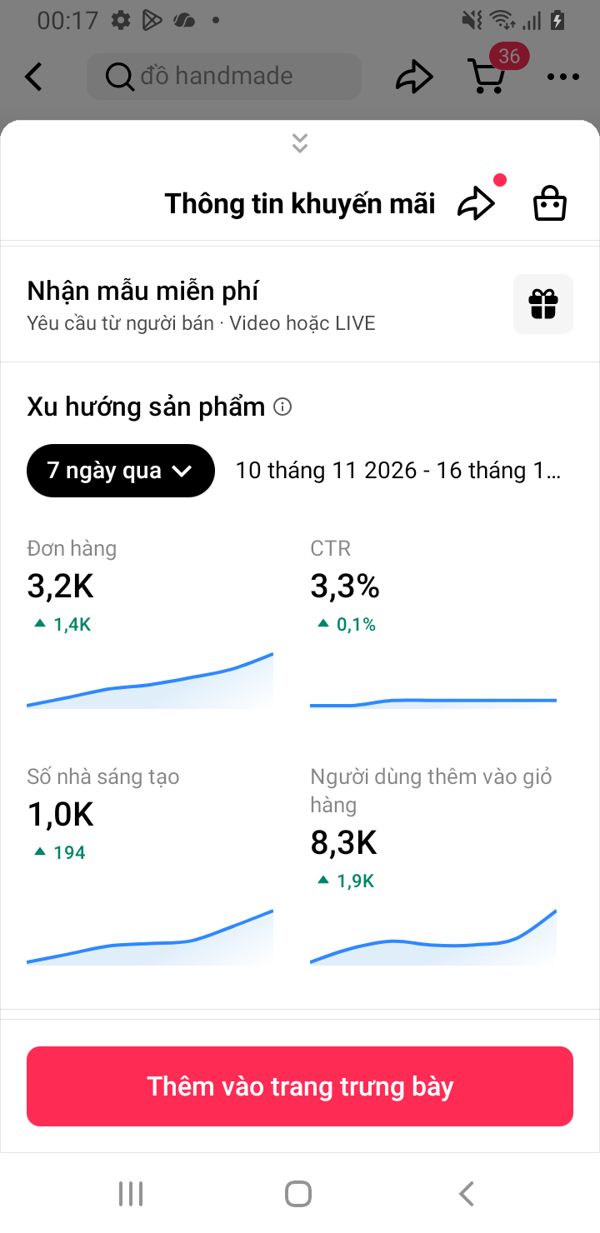 00:17
đồ handmade
36
Thông tin khuyến mãi
Nhận mẫu miễn phí
Yêu cầu từ người bán · Video hoặc LIVE
Xu hướng sản phẩm
7 ngày qua
10 tháng 11 2026 - 16 tháng 1...
Đơn hàng
3,2K
1,4K
CTR
3,3%
0,1%
Số nhà sáng tạo
1,0K
194
Người dùng thêm vào giỏ
hàng
8,3K
1,9K
Thêm vào trang trưng bày